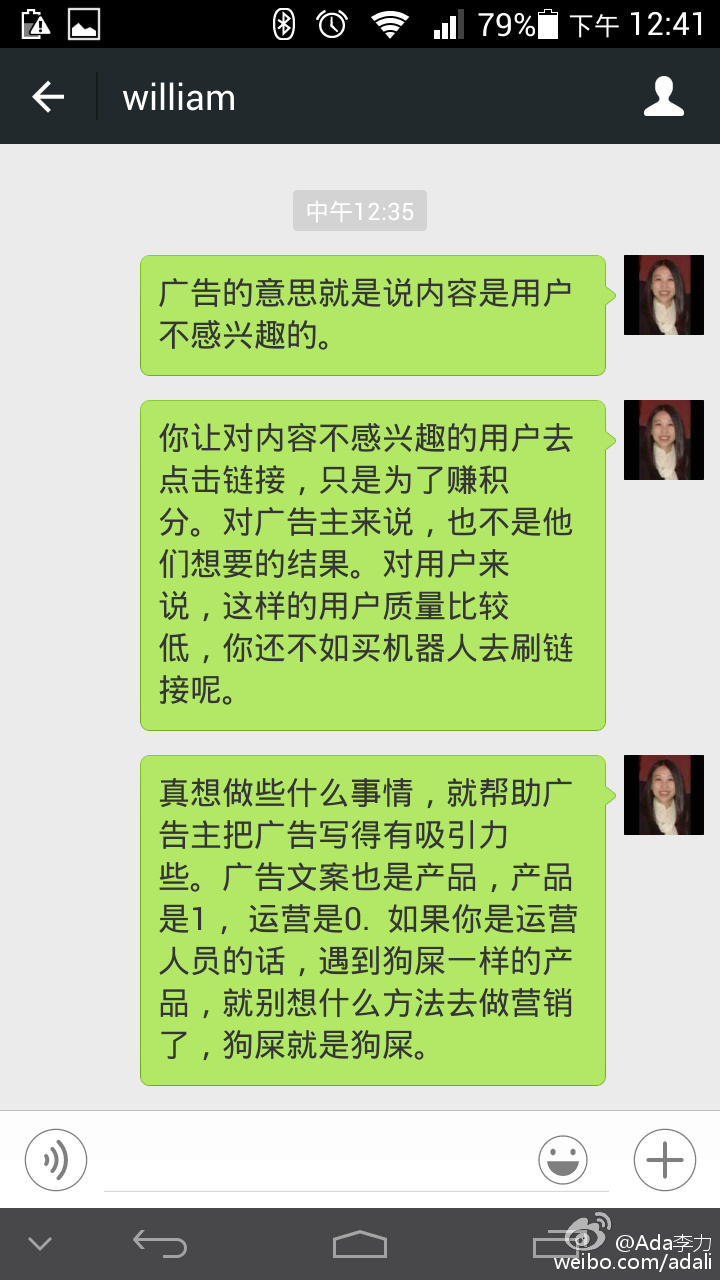 79% 下午 12:41
william
中午12:35
广告的意思就是说内容是用户
不感兴趣的。
你让对内容不感兴趣的用户去
点击链接，只是为了赚积
分。对广告主来说，也不是他
们想要的结果。对用户来
说，这样的用户质量比较
低，你还不如买机器人去刷链
接呢。
真想做些什么事情，就帮助广
告主把广告写得有吸引力
些。广告文案也是产品，产品
是1， 运营是0. 如果你是运营
人员的话，遇到狗屎一样的产
品，就别想什么方法去做营销
了，狗屎就是狗屎。
@Ada李力
weibo.com/adali